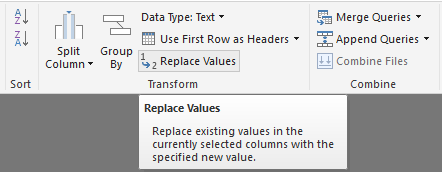 A
Z
Z
A
Sort
Split
Column
Group
By
Data Type: Text
Use First Row as Headers
1
2
Replace Values
Transform
Merge Queries
Append Queries
Combine Files
Combine
Replace Values
Replace existing values in the
currently selected columns with the
specified new value.